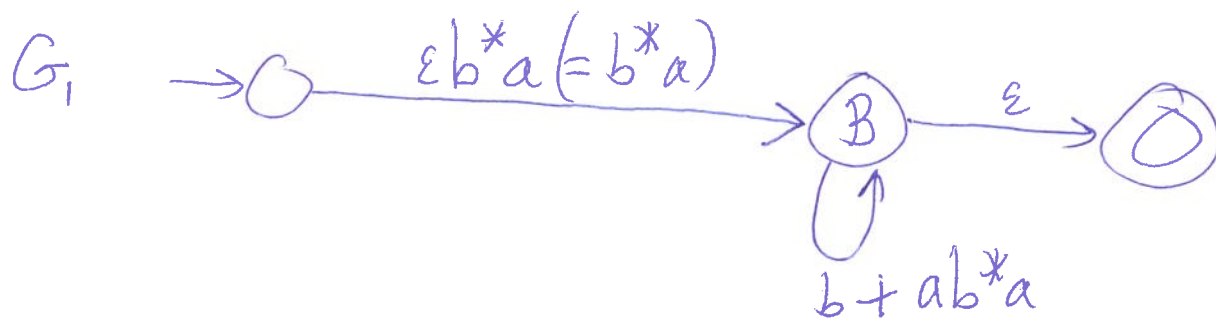 G₁ εb*a (= b*a)
B ε
b + ab*a